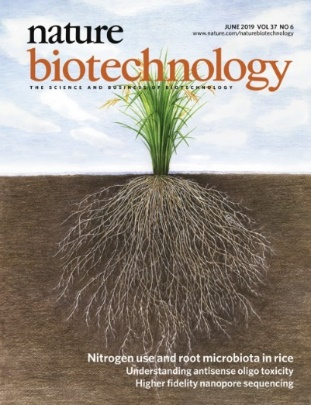 nature
JUNE 2019 VOL 37 NO 6
www.nature.com/naturebiotechnology
biotechnology
THE SCIENCE AND BUSINESS OF BIOTECHNOLOGY
Nitrogen use and root microbiota in rice
Understanding antisense oligo toxicity
Higher fidelity nanopore sequencing